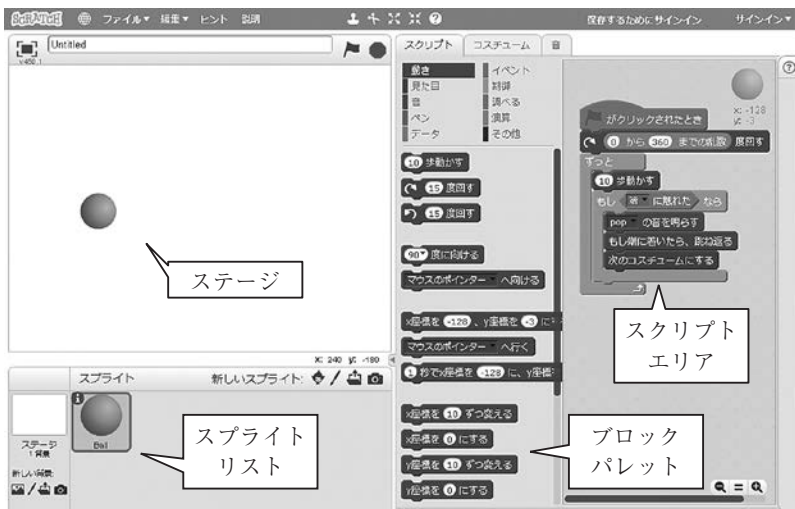 SCRATCH ファイル▼ 編集▼ ヒント 説明 保存するためにサインイン サインイン▼
Untitled
v450.1
ステージ
X: 240 y: -180
スプライト 新しいスプライト:
ステージ
1 背景
新しい背景:
Ball
スプライト
リスト
スクリプト コスチューム 音
動き イベント
見た目 制御
音 調べる
ペン 演算
データ その他
10 歩動かす
15 度回す
15 度回す
90▼ 度に向ける
マウスのポインター▼ へ向ける
x座標を -128 、y座標を -3 にする
マウスのポインター▼ へ行く
1 秒でx座標を -128 に、y座標
x座標を 10 ずつ変える
x座標を 0 にする
y座標を 10 ずつ変える
y座標を 0 にする
ブロック
パレット
x: -128
y: -3
がクリックされたとき
0 から 360 までの乱数 度回す
ずっと
10 歩動かす
もし 端▼ に触れた なら
pop▼ の音を鳴らす
もし端に着いたら、跳ね返る
次のコスチュームにする
スクリプト
エリア